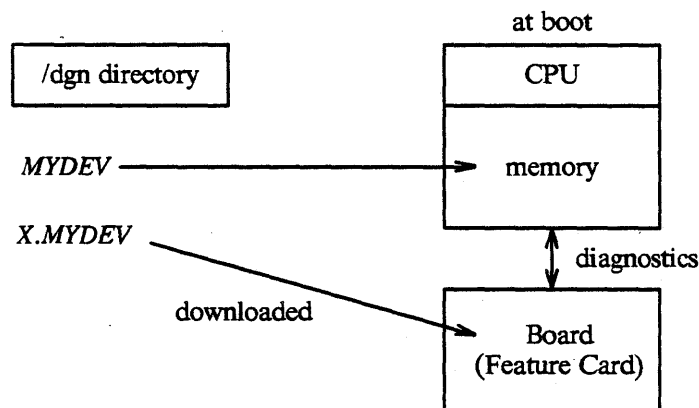 at boot
/dgn directory
CPU
MYDEV
memory
X.MYDEV
diagnostics
downloaded
Board
(Feature Card)